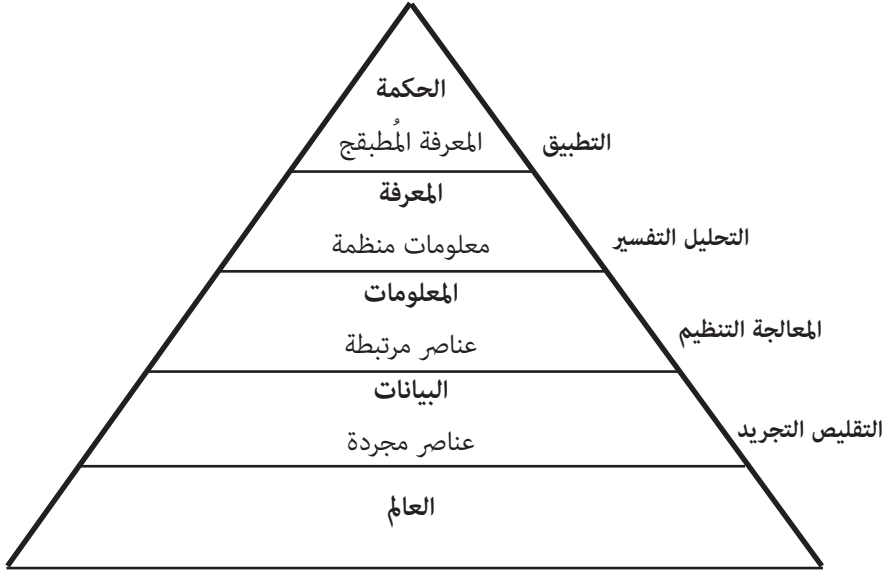 الحكمة
المعرفة المُطبقج
التطبيق
المعرفة
معلومات منظمة
التحليل التفسير
المعلومات
عناصر مرتبطة
المعالجة التنظيم
البيانات
عناصر مجردة
التقليص التجريد
العالم